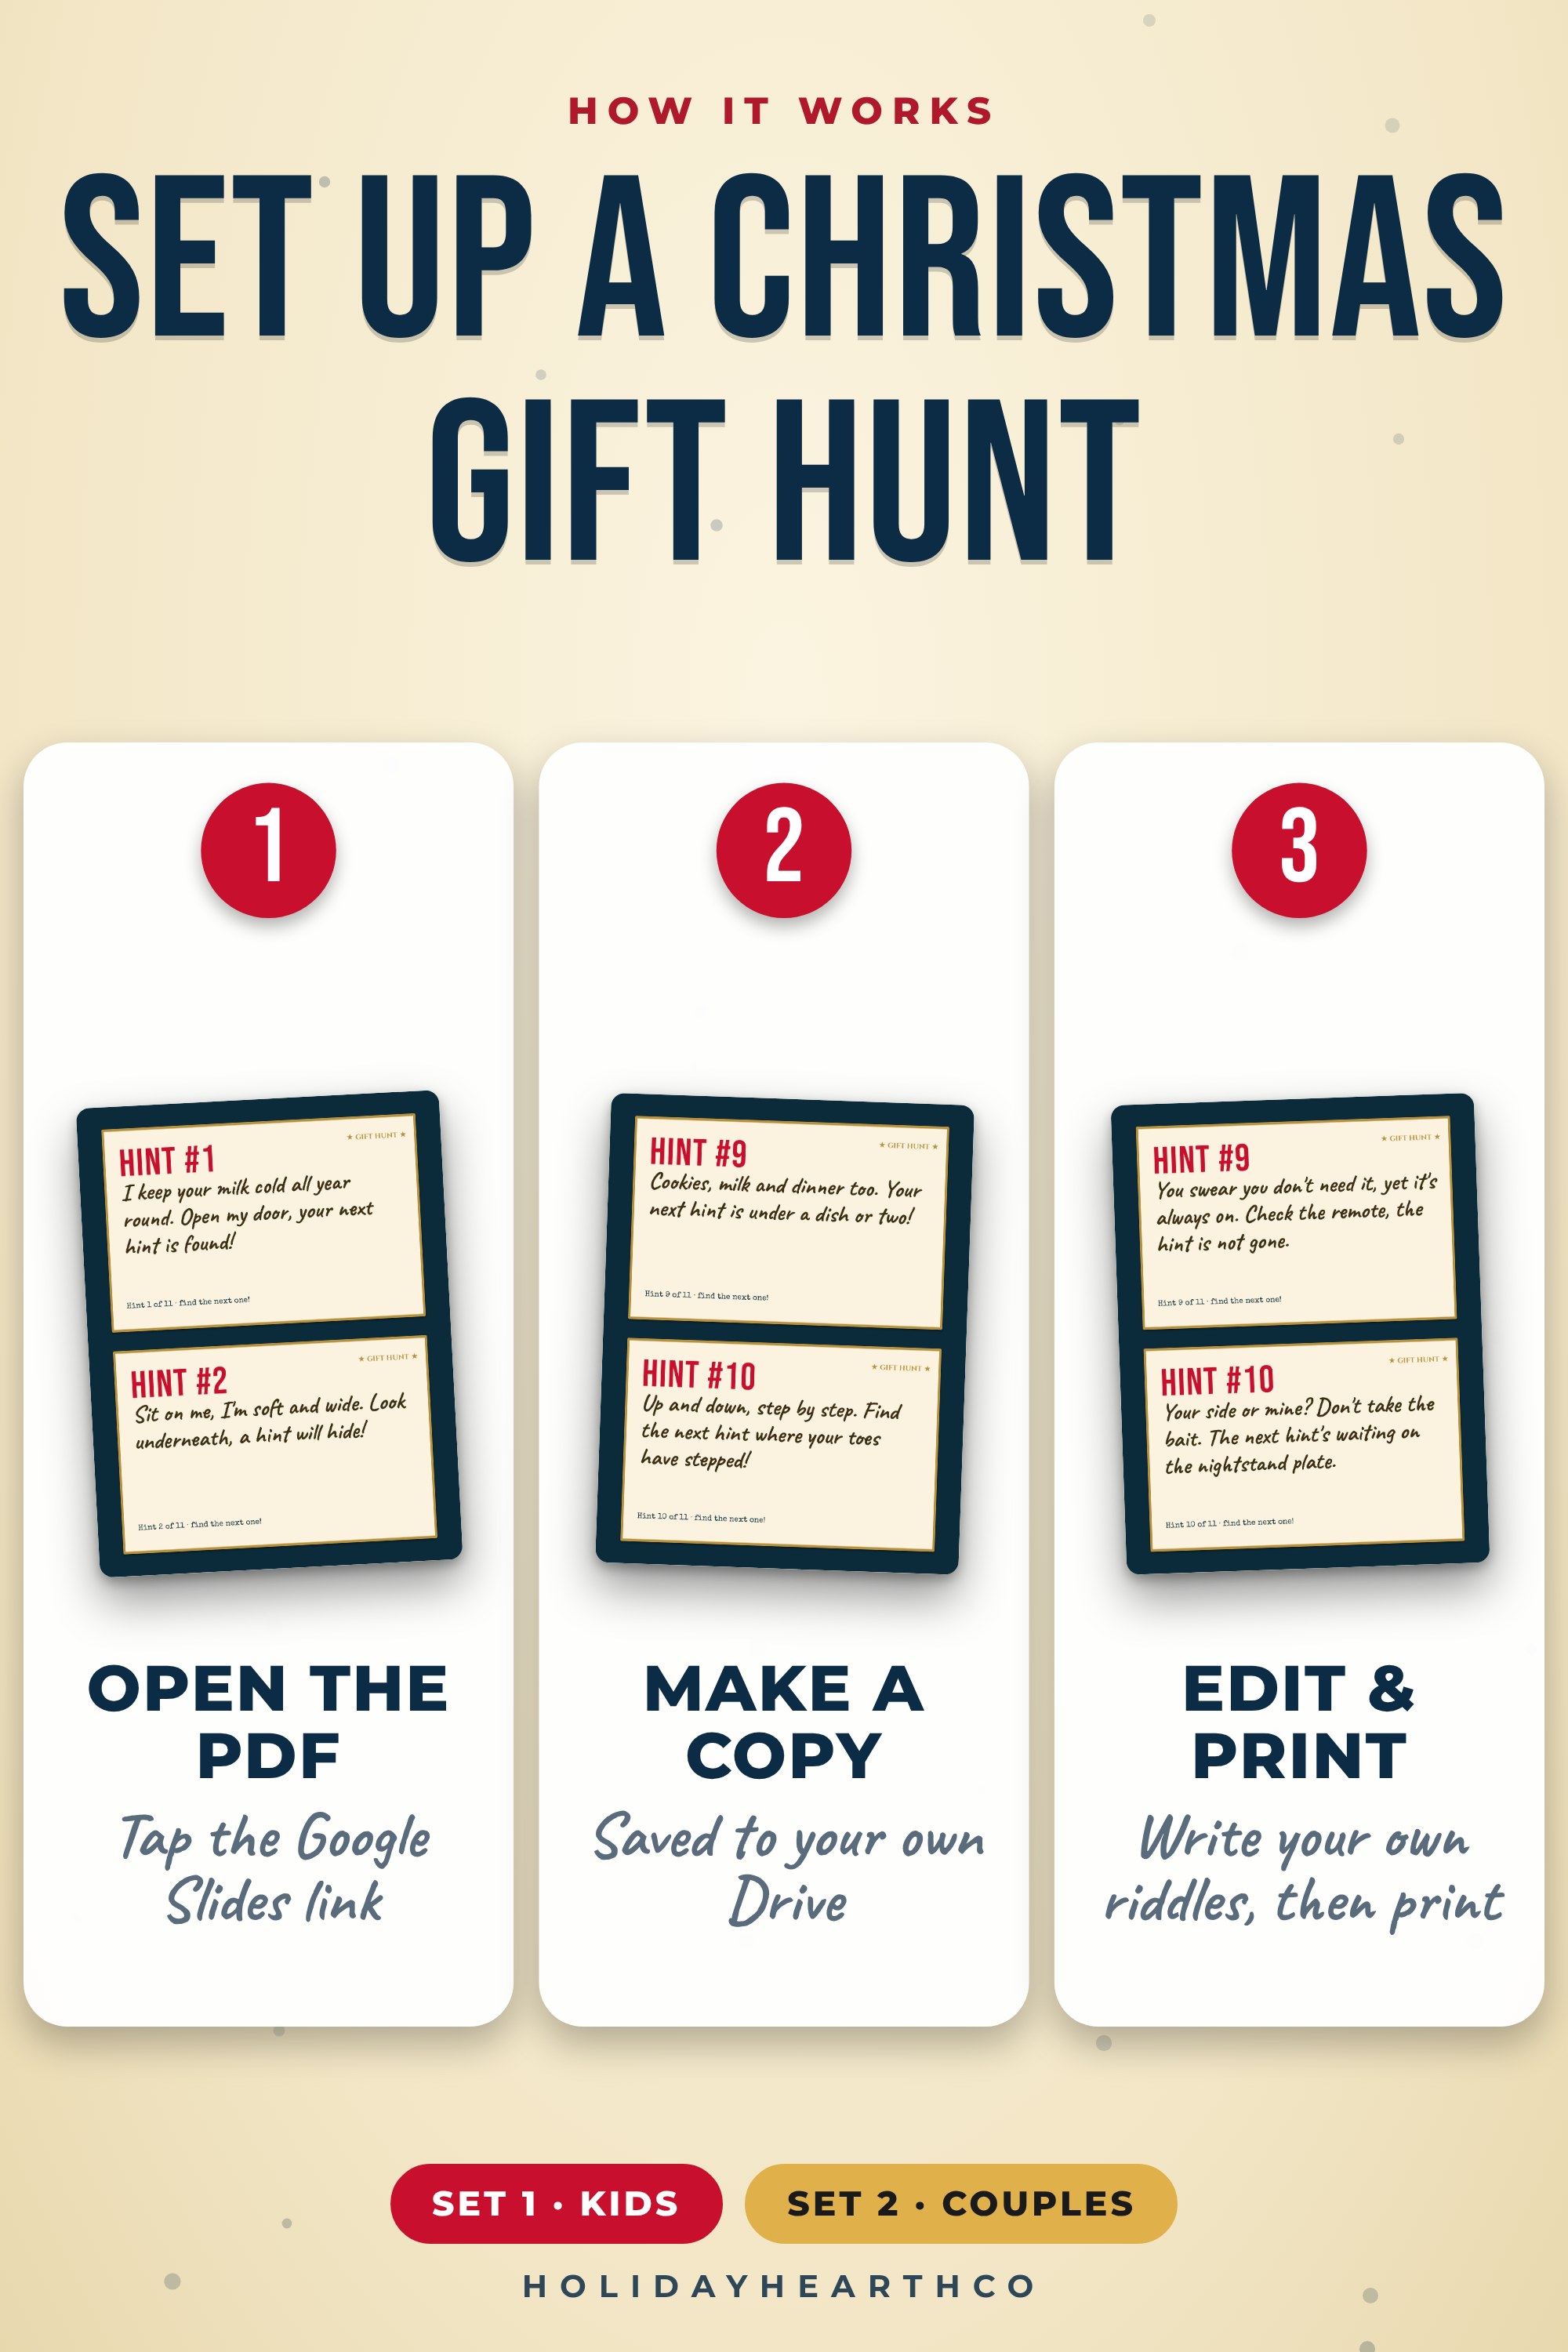 HOW IT WORKS
SET UP A CHRISTMAS
GIFT HUNT
1
★ GIFT HUNT ★
HINT #1
I keep your milk cold all year
round. Open my door, your next
hint is found!
Hint 1 of 11 · find the next one!
★ GIFT HUNT ★
HINT #2
Sit on me, I'm soft and wide. Look
underneath, a hint will hide!
Hint 2 of 11 · find the next one!
OPEN THE
PDF
Tap the Google
Slides link
2
★ GIFT HUNT ★
HINT #9
Cookies, milk and dinner too. Your
next hint is under a dish or two!
Hint 9 of 11 · find the next one!
★ GIFT HUNT ★
HINT #10
Up and down, step by step. Find
the next hint where your toes
have stepped!
Hint 10 of 11 · find the next one!
MAKE A
COPY
Saved to your own
Drive
3
★ GIFT HUNT ★
HINT #9
You swear you don't need it, yet it's
always on. Check the remote, the
hint is not gone.
Hint 9 of 11 · find the next one!
★ GIFT HUNT ★
HINT #10
Your side or mine? Don't take the
bait. The next hint's waiting on
the nightstand plate.
Hint 10 of 11 · find the next one!
EDIT &
PRINT
Write your own
riddles, then print
SET 1 · KIDS
SET 2 · COUPLES
HOLIDAYHEARTHCO